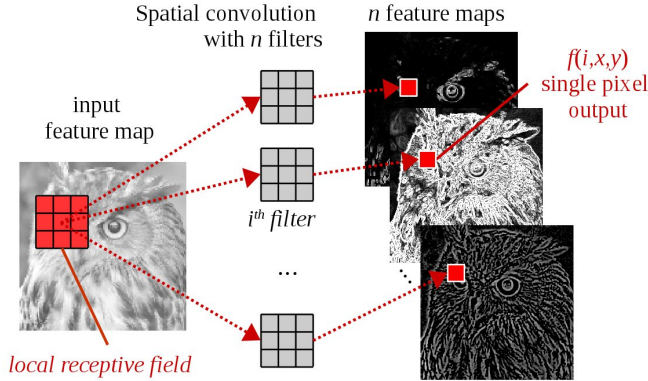 Spatial convolution
with n filters
n feature maps
f(i,x,y)
single pixel
output
input
feature map
ith filter
...
...
local receptive field